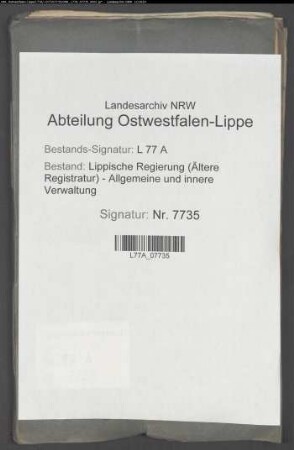 Landesarchiv NRW
Abteilung Ostwestfalen-Lippe
Bestands-Signatur: L 77 A
Bestand: Lippische Regierung (Ältere
Registratur) - Allgemeine und innere
Verwaltung
Signatur: Nr. 7735
L77A_07735